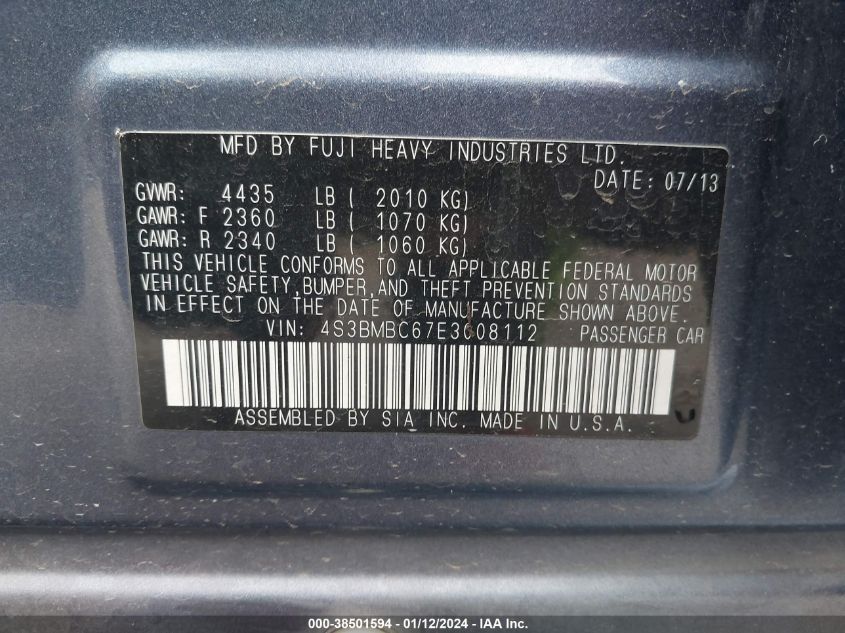 MFD BY FUJI HEAVY INDUSTRIES LTD.
DATE: 07/13
GVWR: 4435 LB ( 2010 KG)
GAWR: F 2360 LB ( 1070 KG)
GAWR: R 2340 LB ( 1060 KG)
THIS VEHICLE CONFORMS TO ALL APPLICABLE FEDERAL MOTOR
VEHICLE SAFETY, BUMPER, AND THEFT PREVENTION STANDARDS
IN EFFECT ON THE DATE OF MANUFACTURE SHOWN ABOVE.
VIN: 4S3BMBC67E3008112 PASSENGER CAR
ASSEMBLED BY SIA INC. MADE IN U.S.A.
000-38501594 - 01/12/2024 - IAA Inc.